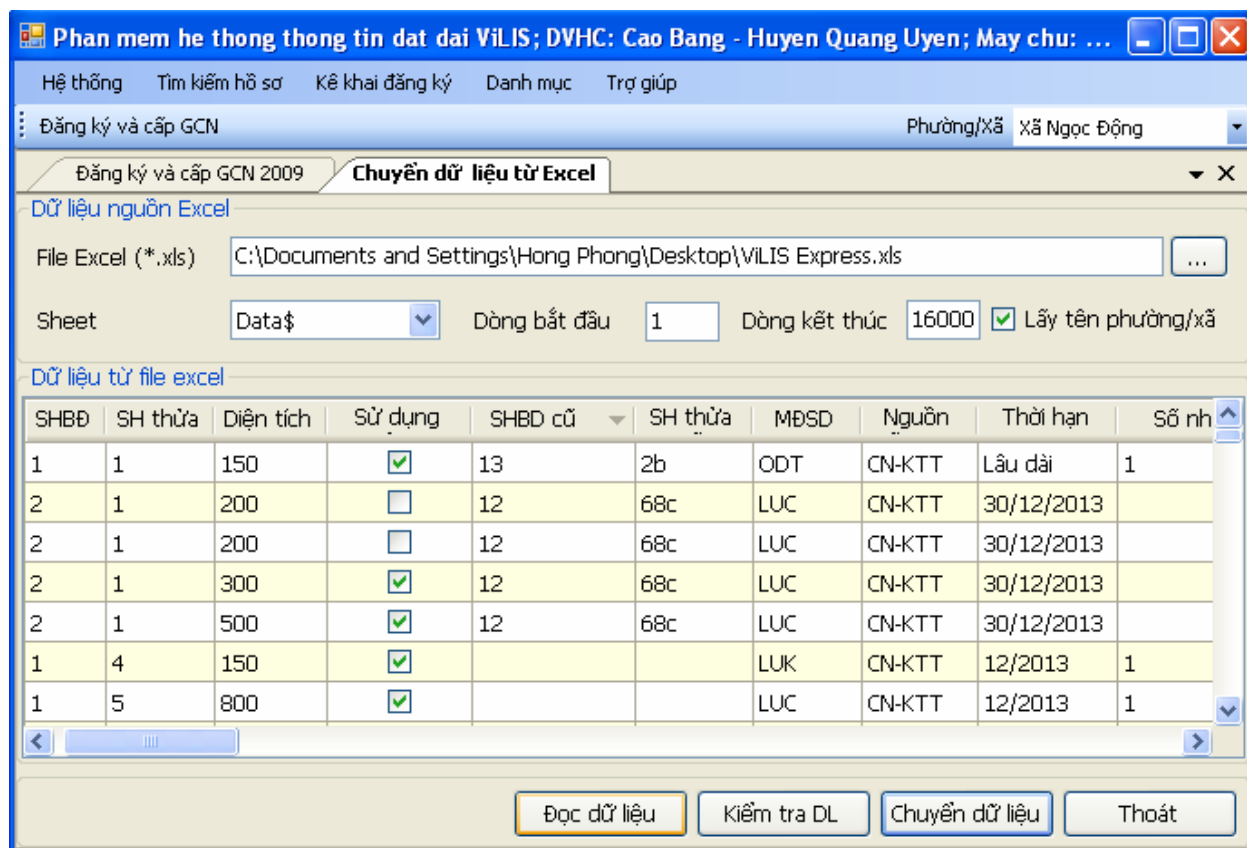 Phan mem he thong thong tin dat dai ViLIS; DVHC: Cao Bang - Huyen Quang Uyen; May chu: ...
Hệ thống Tìm kiếm hồ sơ Kê khai đăng ký Danh mục Trợ giúp
Đăng ký và cấp GCN Phường/Xã Xã Ngọc Động
Đăng ký và cấp GCN 2009 Chuyển dữ liệu từ Excel
Dữ liệu nguồn Excel
File Excel (*.xls) C:\Documents and Settings\Hong Phong\Desktop\ViLIS Express.xls ...
Sheet Data$ Dòng bắt đầu 1 Dòng kết thúc 16000 Lấy tên phường/xã
Dữ liệu từ file excel
SHBĐ SH thửa Diện tích Sử dụng SHBD cũ SH thửa MĐSD Nguồn Thời hạn Số nh
1 1 150 13 2b ODT CN-KTT Lâu dài 1
2 1 200 12 68c LUC CN-KTT 30/12/2013
2 1 200 12 68c LUC CN-KTT 30/12/2013
2 1 300 12 68c LUC CN-KTT 30/12/2013
2 1 500 12 68c LUC CN-KTT 30/12/2013
1 4 150 LUK CN-KTT 12/2013 1
1 5 800 LUC CN-KTT 12/2013 1
Đọc dữ liệu Kiểm tra DL Chuyển dữ liệu Thoát